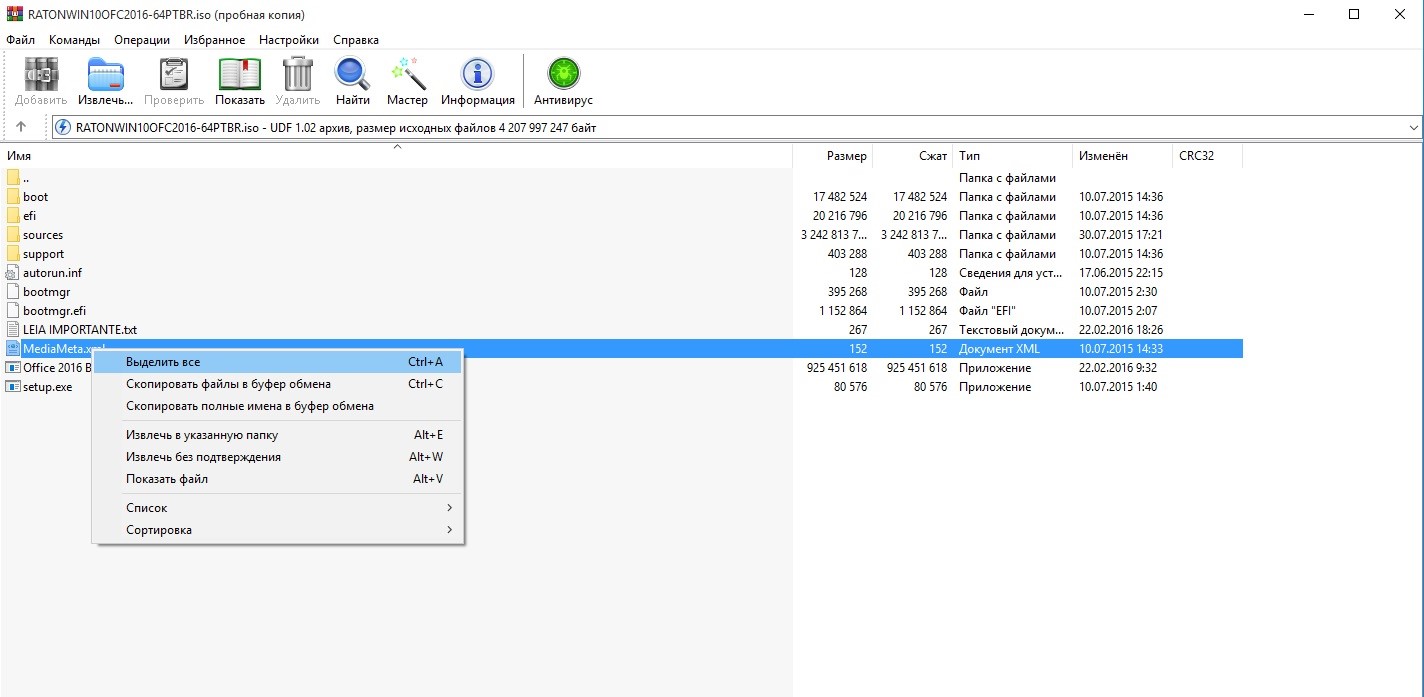 RATONWIN10OFC2016-64PTBR.iso (пробная копия)
Файл Команды Операции Избранное Настройки Справка
Добавить Извлечь... Проверить Показать Удалить Найти Мастер Информация Антивирус
RATONWIN10OFC2016-64PTBR.iso - UDF 1.02 архив, размер исходных файлов 4 207 997 247 байт
Имя Размер Сжат Тип Изменён CRC32
.. Папка с файлами
boot 17 482 524 17 482 524 Папка с файлами 10.07.2015 14:36
efi 20 216 796 20 216 796 Папка с файлами 10.07.2015 14:36
sources 3 242 813 7... 3 242 813 7... Папка с файлами 30.07.2015 17:21
support 403 288 403 288 Папка с файлами 10.07.2015 14:36
autorun.inf 128 128 Сведения для уст... 17.06.2015 22:15
bootmgr 395 268 395 268 Файл 10.07.2015 2:30
bootmgr.efi 1 152 864 1 152 864 Файл "EFI" 10.07.2015 2:07
LEIA IMPORTANTE.txt 267 267 Текстовый докум... 22.02.2016 18:26
MediaMeta.xml 152 152 Документ XML 10.07.2015 14:33
Office 2016 B 925 451 618 925 451 618 Приложение 22.02.2016 9:32
setup.exe 80 576 80 576 Приложение 10.07.2015 1:40
Выделить все Ctrl+A
Скопировать файлы в буфер обмена Ctrl+C
Скопировать полные имена в буфер обмена
Извлечь в указанную папку Alt+E
Извлечь без подтверждения Alt+W
Показать файл Alt+V
Список
Сортировка